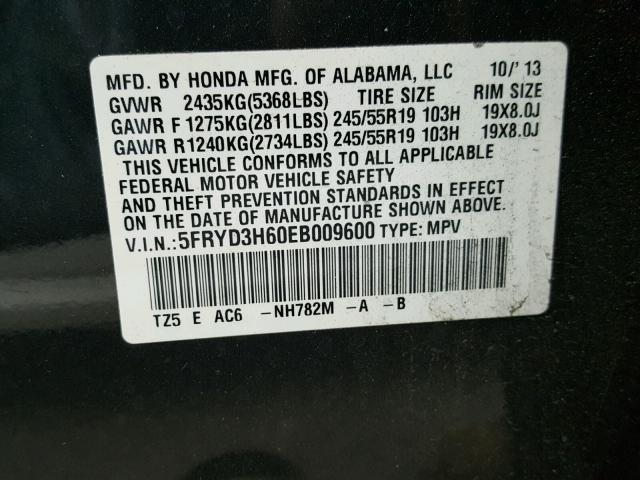 MFD. BY HONDA MFG. OF ALABAMA, LLC 10/'13
GVWR 2435KG(5368LBS) TIRE SIZE RIM SIZE
GAWR F1275KG(2811LBS) 245/55R19 103H 19X8.0J
GAWR R1240KG(2734LBS) 245/55R19 103H 19X8.0J
THIS VEHICLE CONFORMS TO ALL APPLICABLE
FEDERAL MOTOR VEHICLE SAFETY
AND THEFT PREVENTION STANDARDS IN EFFECT
ON THE DATE OF MANUFACTURE SHOWN ABOVE.
V.I.N.:5FRYD3H60EB009600 TYPE: MPV
TZ5 E AC6 -NH782M -A -B